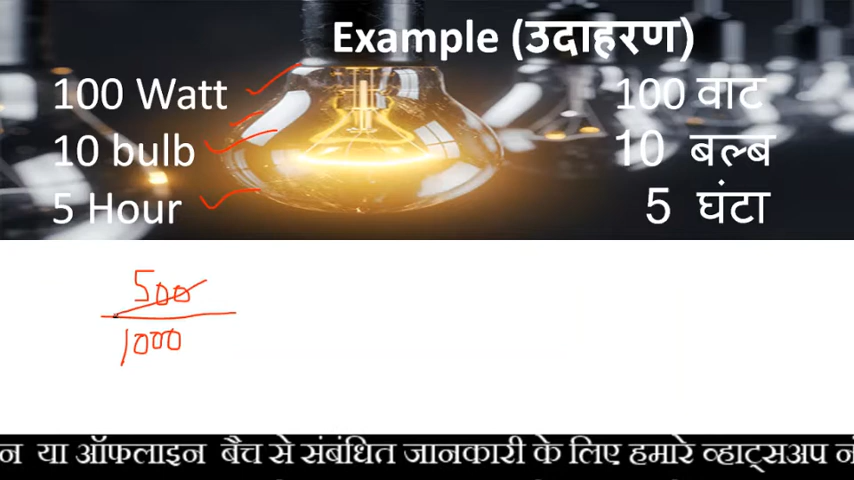 Example (उदाहरण)
100 Watt
100 वाट
10 bulb
10 बल्ब
5 Hour
5 घंटा
500
1000
न या ऑफलाइन बैच से संबंधित जानकारी के लिए हमारे व्हाट्सअप नं